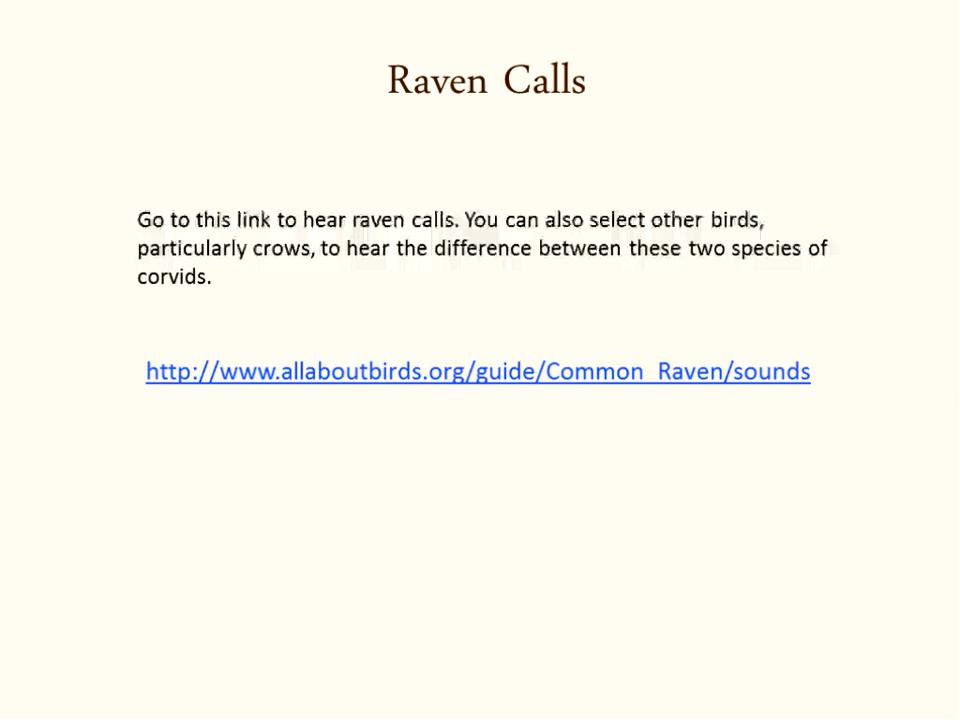 Raven Calls
Go to this link to hear raven calls. You can also select other birds,
particularly crows, to hear the difference between these two species of
corvids.
http://www.allaboutbirds.org/guide/Common_Raven/sounds